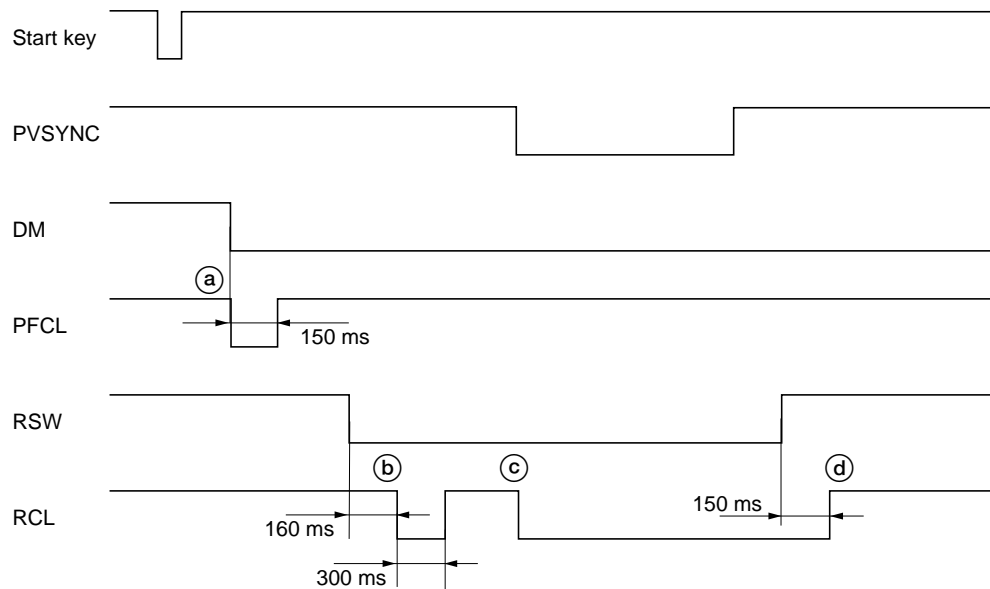 Start key
PVSYNC
DM
a
PFCL
150 ms
RSW
b
c
d
RCL
160 ms
150 ms
300 ms